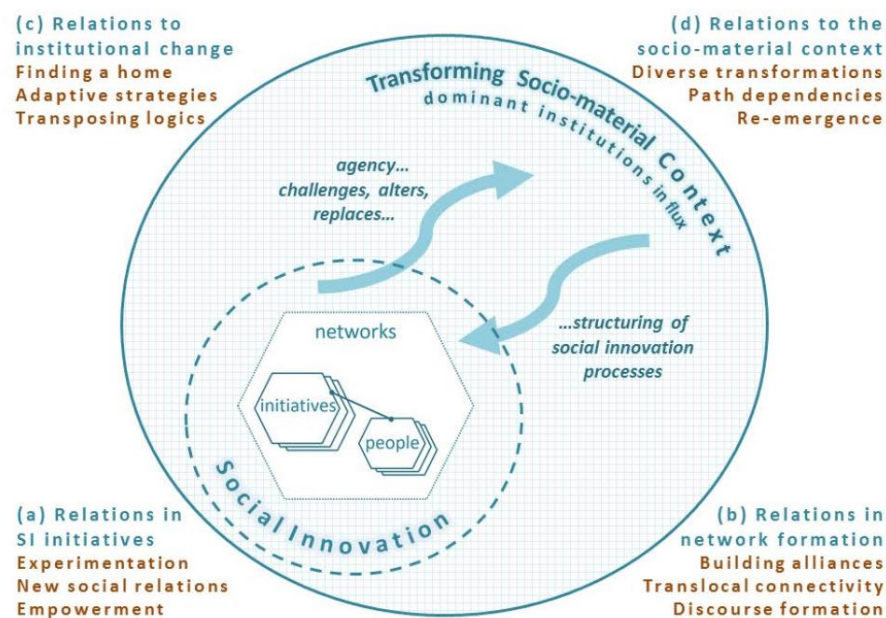 (c) Relations to
institutional change
Finding a home
Adaptive strategies
Transposing logics
(d) Relations to the
socio-material context
Diverse transformations
Path dependencies
Re-emergence
Transforming Socio-material Context
dominant institutions in flux
agency...
challenges, alters,
replaces...
...structuring of
social innovation
processes
networks
initiatives
people
Social Innovation
(a) Relations in
SI initiatives
Experimentation
New social relations
Empowerment
(b) Relations in
network formation
Building alliances
Translocal connectivity
Discourse formation